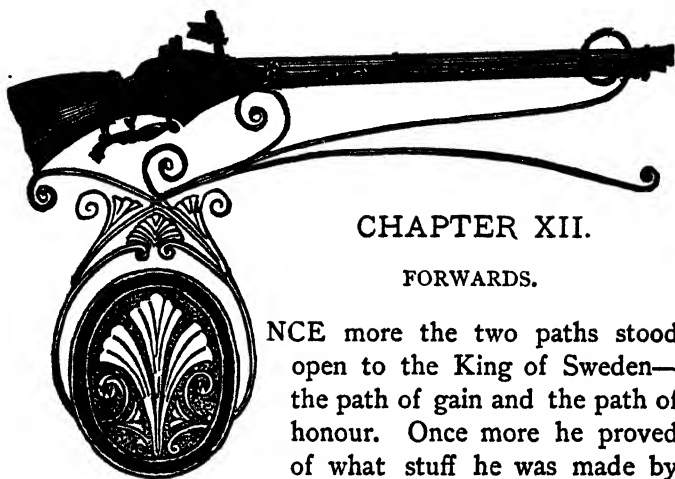 CHAPTER XII.
FORWARDS.
ONCE more the two paths stood
open to the King of Sweden—
the path of gain and the path of
honour. Once more he proved
of what stuff he was made by